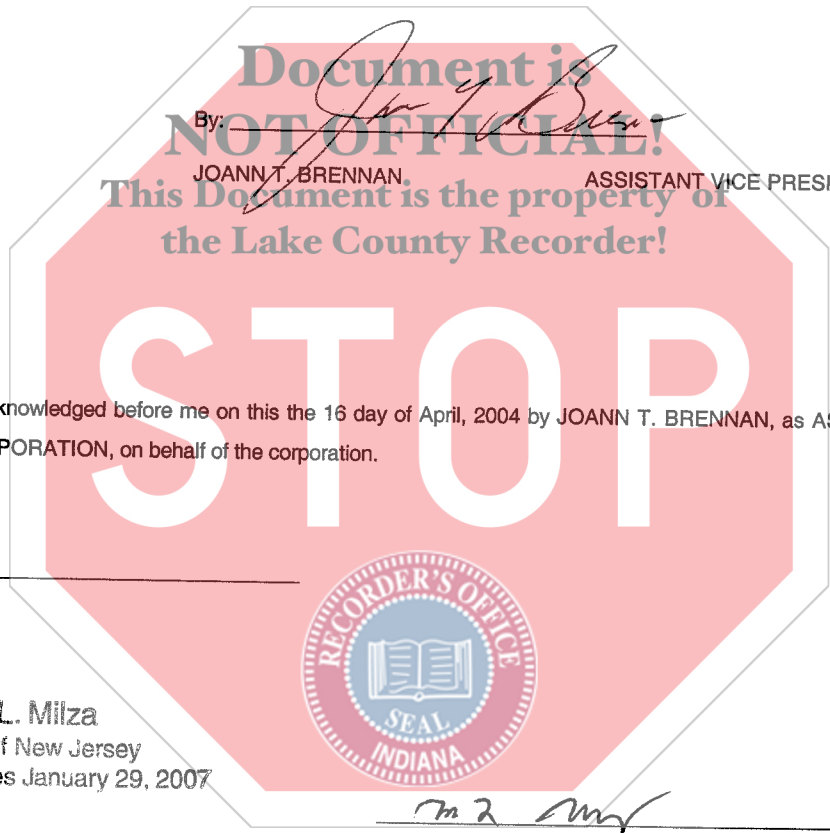 Document is
NOT OFFICIAL!
By:
JOANN T. BRENNAN ASSISTANT VICE PRESI
This Document is the property of
the Lake County Recorder!
STOP
knowledged before me on this the 16 day of April, 2004 by JOANN T. BRENNAN, as AS
PORATION, on behalf of the corporation.
RECORDER'S OFFICE
SEAL
INDIANA
L. Milza
f New Jersey
es January 29, 2007